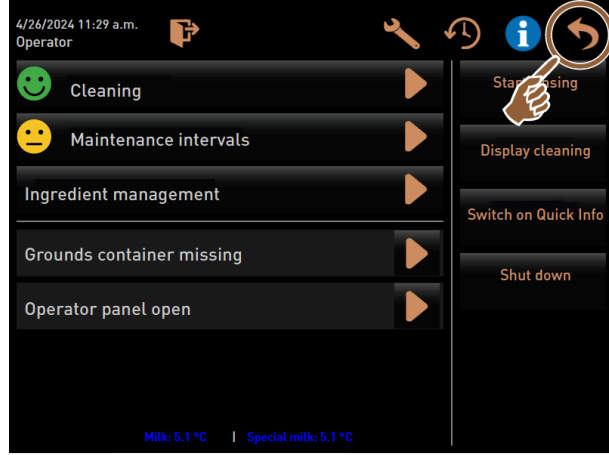 4/26/2024 11:29 a.m.
Operator
i
Cleaning
Maintenance intervals
Ingredient management
Grounds container missing
Operator panel open
Display cleaning
Switch on Quick Info
Shut down
Milk: 5.1 °C | Special milk: 5.1 °C